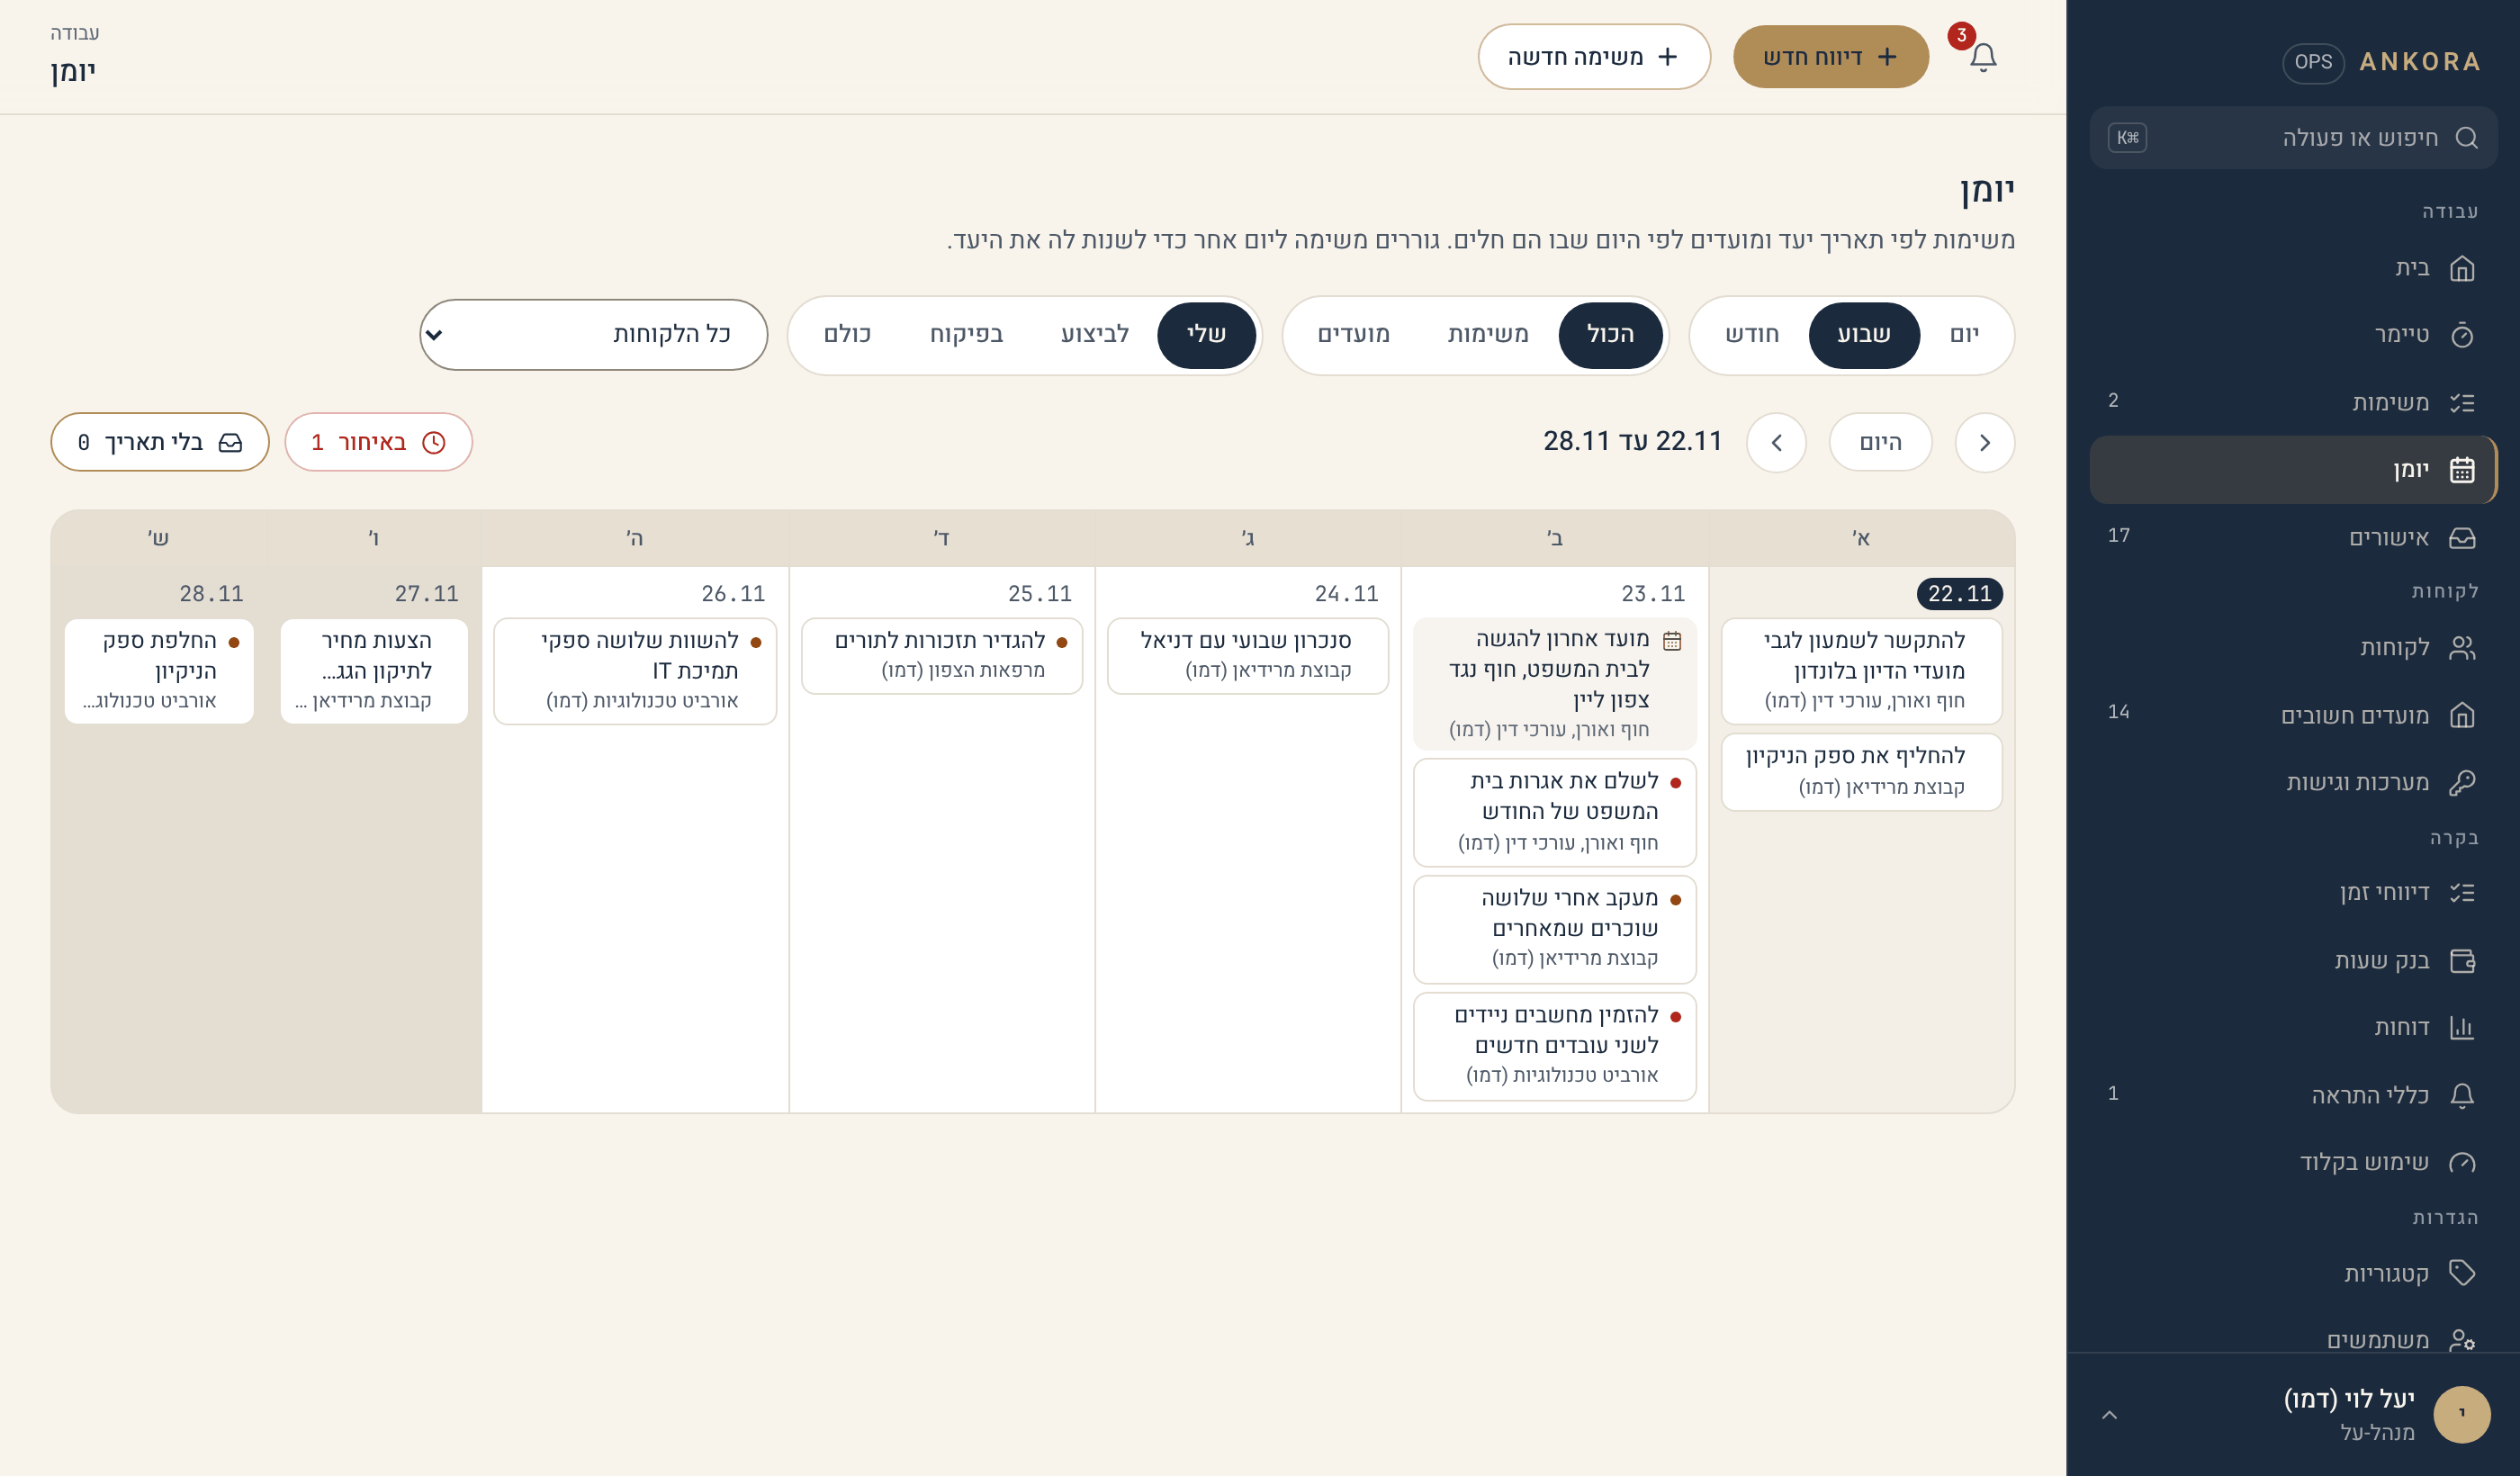 ANKORA OPS
חיפוש או פעולה
⌘K
עבודה
בית
טיימר
משימות 2
יומן
אישורים 17
לקוחות
לקוחות
מועדים חשובים 14
מערכות וגישות
בקרה
דיווחי זמן
בנק שעות
דוחות
כללי התראה 1
שימוש בקלוד
הגדרות
קטגוריות
משתמשים
י
יעל לוי (דמו)
מנהל-על
3
דיווח חדש
משימה חדשה
עבודה
יומן
יומן
משימות לפי תאריך יעד ומועדים לפי היום שבו הם חלים. גוררים משימה ליום אחר כדי לשנות לה את היעד.
יום שבוע חודש
הכול משימות מועדים
שלי לביצוע בפיקוח כולם
כל הלקוחות
היום
22.11 עד 28.11
באיחור 1
בלי תאריך 0
א׳ ב׳ ג׳ ד׳ ה׳ ו׳ ש׳
22.11
להתקשר לשמעון לגבי
מועדי הדיון בלונדון
חוף ואורן, עורכי דין (דמו)
להחליף את ספק הניקיון
קבוצת מרידיאן (דמו)
23.11
מועד אחרון להגשה
לבית המשפט, חוף נגד
צפון ליין
חוף ואורן, עורכי דין (דמו)
לשלם את אגרות בית
המשפט של החודש
חוף ואורן, עורכי דין (דמו)
מעקב אחרי שלושה
שוכרים שמאחרים
קבוצת מרידיאן (דמו)
להזמין מחשבים ניידים
לשני עובדים חדשים
אורביט טכנולוגיות (דמו)
24.11
סנכרון שבועי עם דניאל
קבוצת מרידיאן (דמו)
25.11
להגדיר תזכורות לתורים
מרפאות הצפון (דמו)
26.11
להשוות שלושה ספקי
תמיכת IT
אורביט טכנולוגיות (דמו)
27.11
הצעות מחיר
לתיקון הגג...
קבוצת מרידיאן ...
28.11
החלפת ספק
הניקיון
אורביט טכנולוג...